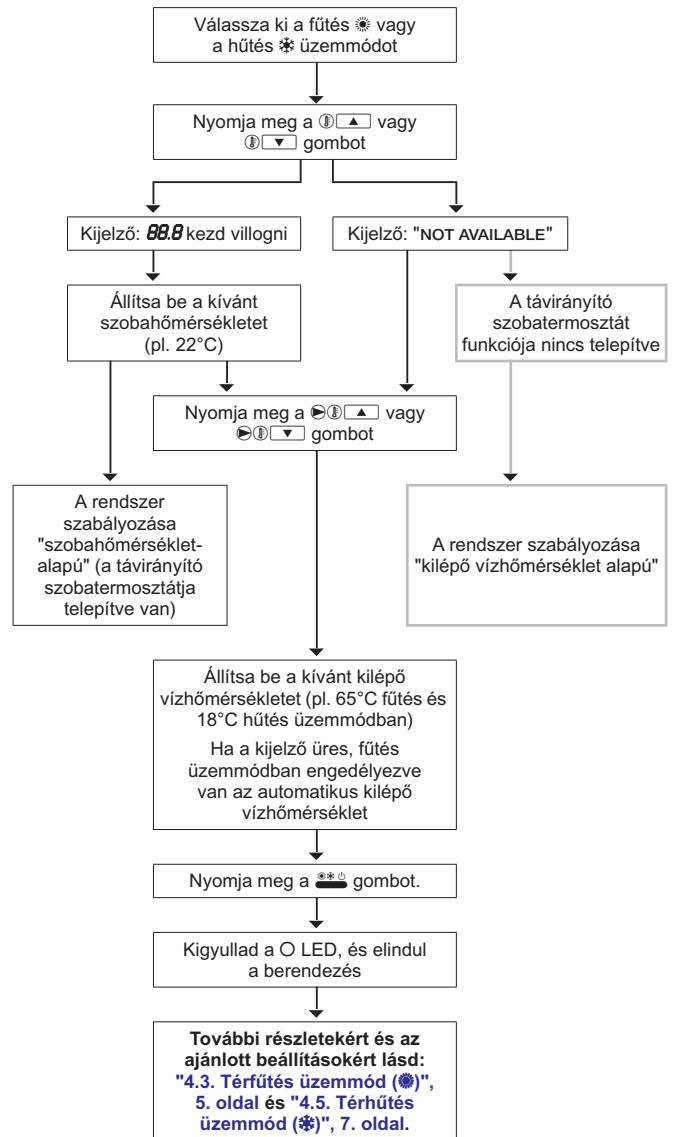 Válassza ki a fűtés ☀ vagy
a hűtés ❄ üzemmódot
Nyomja meg a ▲ vagy
▼ gombot
Kijelző: 88.8 kezd villogni
Kijelző: "NOT AVAILABLE"
Állítsa be a kívánt
szobahőmérsékletet
(pl. 22°C)
A távirányító
szobatermosztát
funkciója nincs telepítve
Nyomja meg a ▲ vagy
▼ gombot
A rendszer
szabályozása
"szobahőmérséklet-
alapú" (a távirányító
szobatermosztátja
telepítve van)
A rendszer szabályozása
"kilépő vízhőmérséklet alapú"
Állítsa be a kívánt kilépő
vízhőmérsékletet (pl. 65°C fűtés és
18°C hűtés üzemmódban)
Ha a kijelző üres, fűtés
üzemmódban engedélyezve
van az automatikus kilépő
vízhőmérséklet
Nyomja meg a gombot.
Kigyullad a O LED, és elindul
a berendezés
További részletekért és az
ajánlott beállításokért lásd:
"4.3. Térfűtés üzemmód (☀)",
5. oldal és "4.5. Térhűtés
üzemmód (❄)", 7. oldal.